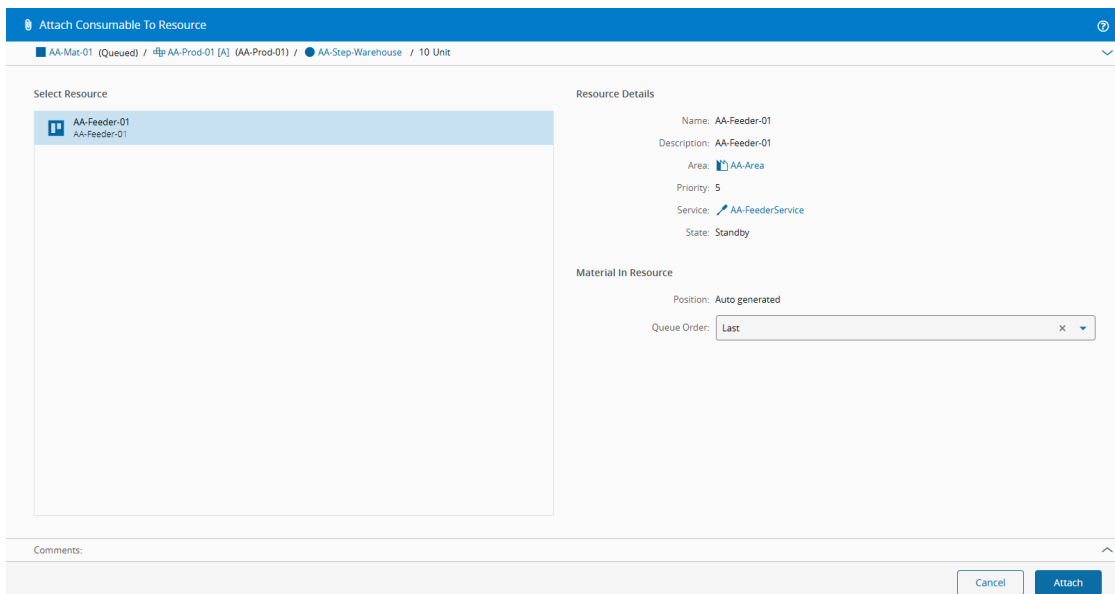 Attach Consumable To Resource
AA-Mat-01 (Queued) / AA-Prod-01 [A] (AA-Prod-01) / AA-Step-Warehouse / 10 Unit
Select Resource
AA-Feeder-01
AA-Feeder-01
Resource Details
Name: AA-Feeder-01
Description: AA-Feeder-01
Area: AA-Area
Priority: 5
Service: AA-FeederService
State: Standby
Material In Resource
Position: Auto generated
Queue Order: Last
Comments:
Cancel Attach